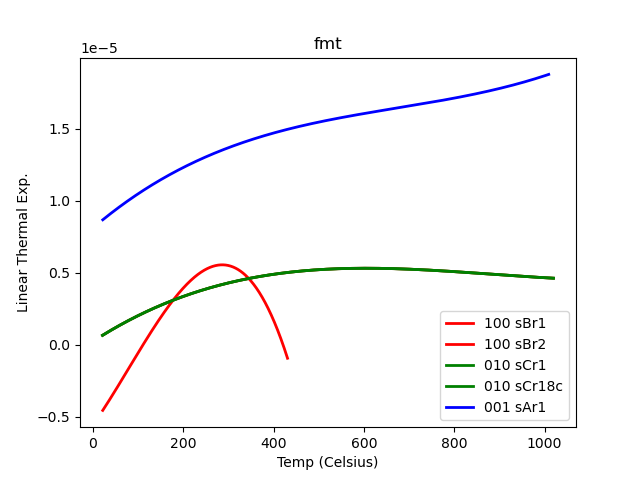 fmt
1e−5
Linear Thermal Exp.
1.5
1.0
0.5
0.0
−0.5
100 sBr1
100 sBr2
010 sCr1
010 sCr18c
001 sAr1
0 200 400 600 800 1000
Temp (Celsius)